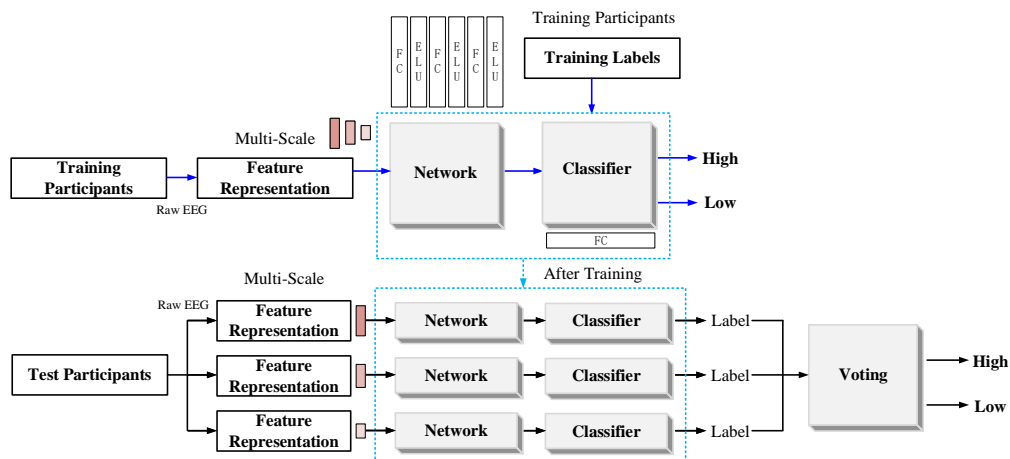 Training Participants
Training Labels
FC
ELU
FC
ELU
FC
ELU
Multi-Scale
Training
Participants
Raw EEG
Feature
Representation
Network
Classifier
High
Low
FC
After Training
Multi-Scale
Raw EEG
Feature
Representation
Network
Classifier
Label
Test Participants
Feature
Representation
Network
Classifier
Label
Voting
High
Low
Feature
Representation
Network
Classifier
Label